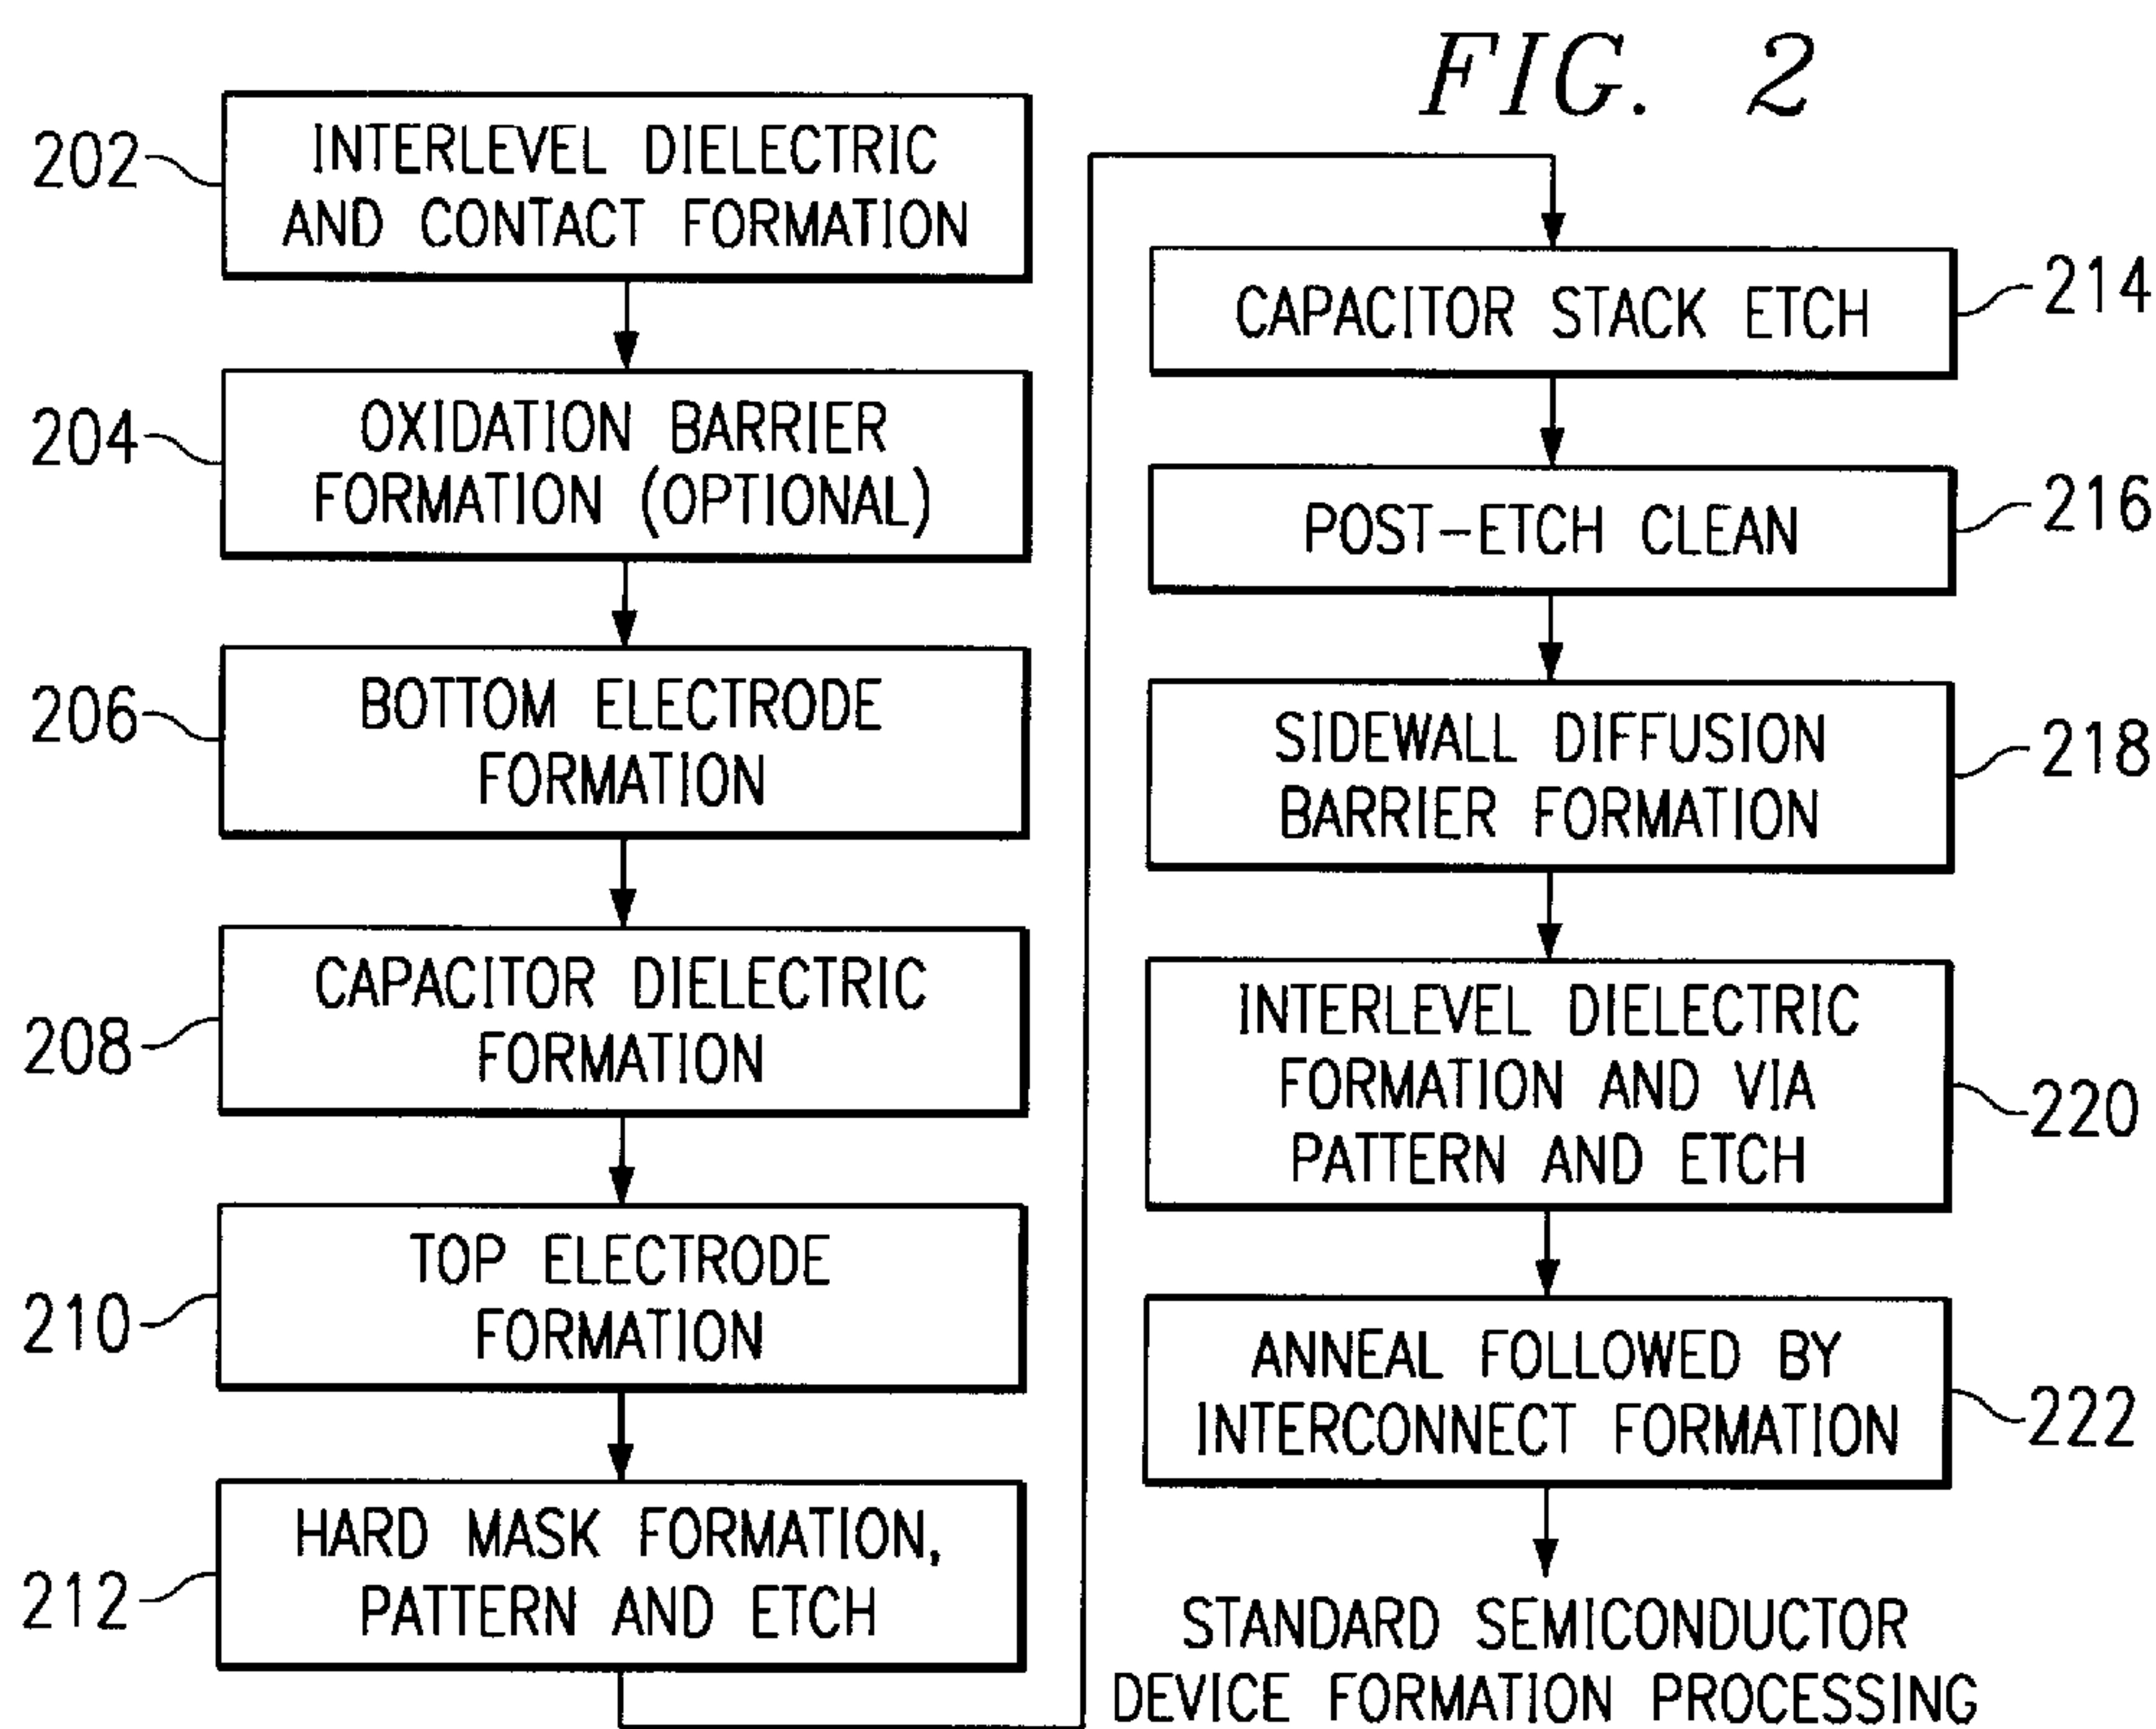 FIG. 2
202
INTERLEVEL DIELECTRIC
AND CONTACT FORMATION
204
OXIDATION BARRIER
FORMATION (OPTIONAL)
206
BOTTOM ELECTRODE
FORMATION
208
CAPACITOR DIELECTRIC
FORMATION
210
TOP ELECTRODE
FORMATION
212
HARD MASK FORMATION,
PATTERN AND ETCH
CAPACITOR STACK ETCH
214
POST-ETCH CLEAN
216
SIDEWALL DIFFUSION
BARRIER FORMATION
218
INTERLEVEL DIELECTRIC
FORMATION AND VIA
PATTERN AND ETCH
220
ANNEAL FOLLOWED BY
INTERCONNECT FORMATION
222
STANDARD SEMICONDUCTOR
DEVICE FORMATION PROCESSING